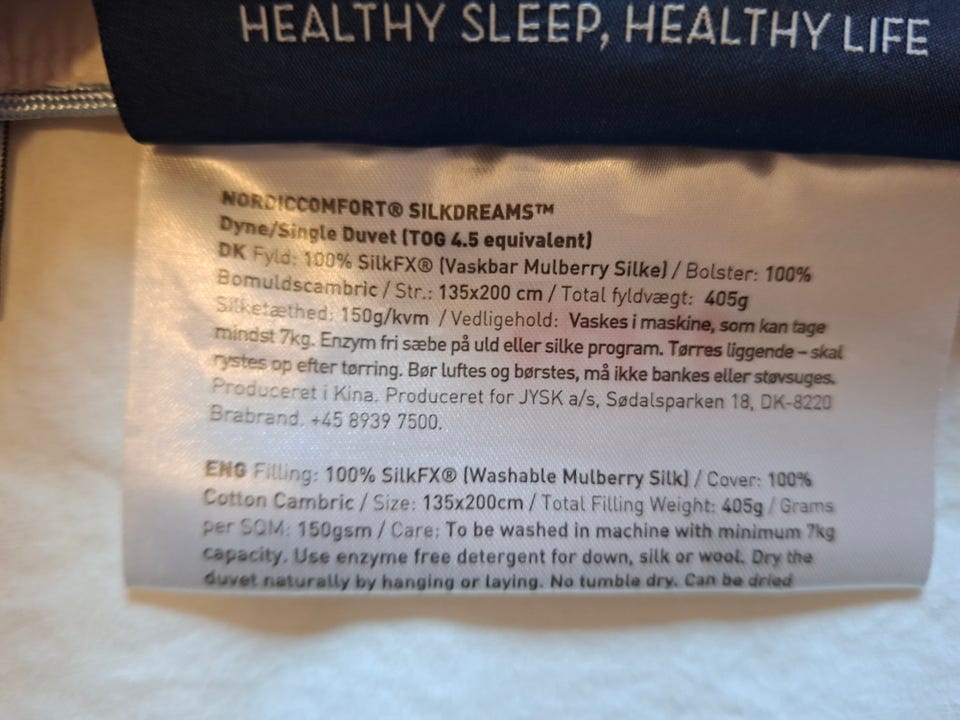 HEALTHY SLEEP, HEALTHY LIFE
NORDICCOMFORT® SILKDREAMS™
Dyne/Single Duvet (TOG 4.5 equivalent)
DK Fyld: 100% SilkFX® (Vaskbar Mulberry Silke) / Bolster: 100%
Bomuldscambric / Str.: 135x200 cm / Total fyldvægt: 405g
Silketæthed: 150g/kvm / Vedligehold: Vaskes i maskine, som kan tage
mindst 7kg. Enzym fri sæbe på uld eller silke program. Tørres liggende – skal
rystes op efter tørring. Bør luftes og børstes, må ikke bankes eller støvsuges.
Produceret i Kina. Produceret for JYSK a/s, Sødalsparken 18, DK-8220
Brabrand. +45 8939 7500.
ENG Filling: 100% SilkFX® (Washable Mulberry Silk) / Cover: 100%
Cotton Cambric / Size: 135x200cm / Total Filling Weight: 405g / Grams
per SQM: 150gsm / Care: To be washed in machine with minimum 7kg
capacity. Use enzyme free detergent for down, silk or wool. Dry the
duvet naturally by hanging or laying. No tumble dry. Can be dried